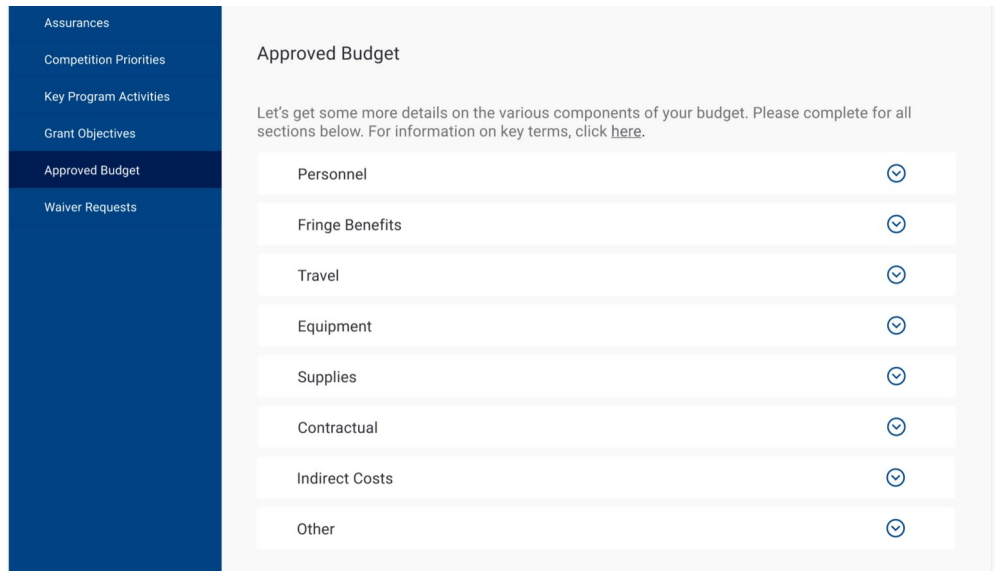 Assurances
Competition Priorities
Key Program Activities
Grant Objectives
Approved Budget
Waiver Requests
Approved Budget
Let's get some more details on the various components of your budget. Please complete for all
sections below. For information on key terms, click here.
Personnel
Fringe Benefits
Travel
Equipment
Supplies
Contractual
Indirect Costs
Other